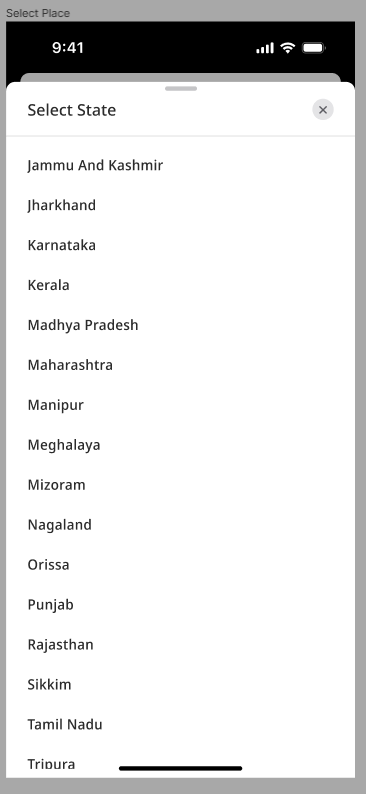 Select Place
9:41
Select State
Jammu And Kashmir
Jharkhand
Karnataka
Kerala
Madhya Pradesh
Maharashtra
Manipur
Meghalaya
Mizoram
Nagaland
Orissa
Punjab
Rajasthan
Sikkim
Tamil Nadu
Tripura